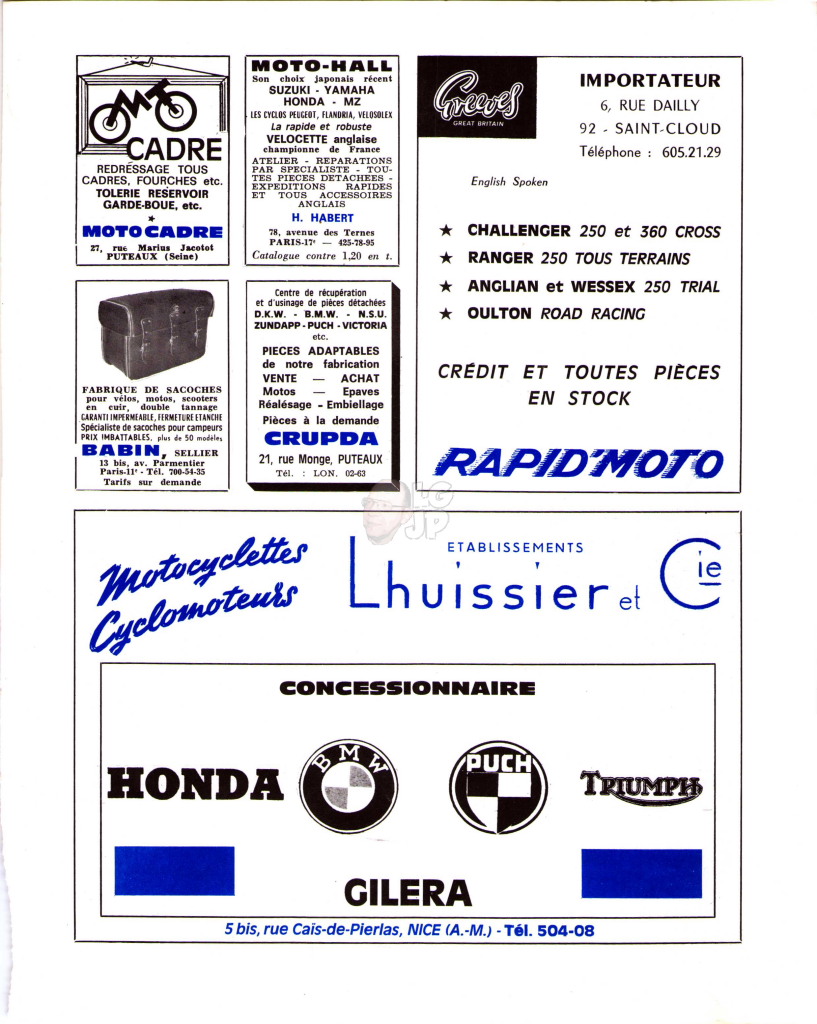 MOTO
CADRE
REDRESSAGE TOUS
CADRES, FOURCHES etc.
TOLERIE RESERVOIR
GARDE-BOUE, etc.
*
MOTO CADRE
27, rue Marius Jacotot
PUTEAUX (Seine)
MOTO-HALL
Son choix japonais récent
SUZUKI - YAMAHA
HONDA - MZ
LES CYCLOS PEUGEOT, FLANDRIA, VELOSOLEX
La rapide et robuste
VELOCETTE anglaise
championne de France
ATELIER - REPARATIONS
PAR SPECIALISTE - TOU-
TES PIECES DETACHEES -
EXPEDITIONS RAPIDES
ET TOUS ACCESSOIRES
ANGLAIS
H. HABERT
78, avenue des Ternes
PARIS-17e — 425-78-95
Catalogue contre 1,20 en t.
Greeves
GREAT BRITAIN
IMPORTATEUR
6, RUE DAILLY
92 - SAINT-CLOUD
Téléphone : 605.21.29
English Spoken
★ CHALLENGER 250 et 360 CROSS
★ RANGER 250 TOUS TERRAINS
★ ANGLIAN et WESSEX 250 TRIAL
★ OULTON ROAD RACING
CRÉDIT ET TOUTES PIÈCES
EN STOCK
RAPID'MOTO
FABRIQUE DE SACOCHES
pour vélos, motos, scooters
en cuir, double tannage
GARANTI IMPERMEABLE, FERMETURE ETANCHE
Spécialiste de sacoches pour campeurs
PRIX IMBATTABLES, plus de 50 modèles
BABIN, SELLIER
13 bis, av. Parmentier
Paris-11e - Tél. 700-54-35
Tarifs sur demande
Centre de récupération
et d'usinage de pièces détachées
D.K.W. - B.M.W. - N.S.U.
ZUNDAPP - PUCH - VICTORIA
etc.
PIECES ADAPTABLES
de notre fabrication
VENTE — ACHAT
Motos — Epaves
Réalésage - Embiellage
Pièces à la demande
CRUPDA
21, rue Monge, PUTEAUX
Tél. : LON. 02-63
LG
JP
Motocyclettes
Cyclomoteurs
ETABLISSEMENTS
Lhuissier et Cie
CONCESSIONNAIRE
HONDA
BMW
PUCH
TRIUMPH
GILERA
5 bis, rue Caïs-de-Pierlas, NICE (A.-M.) - Tél. 504-08